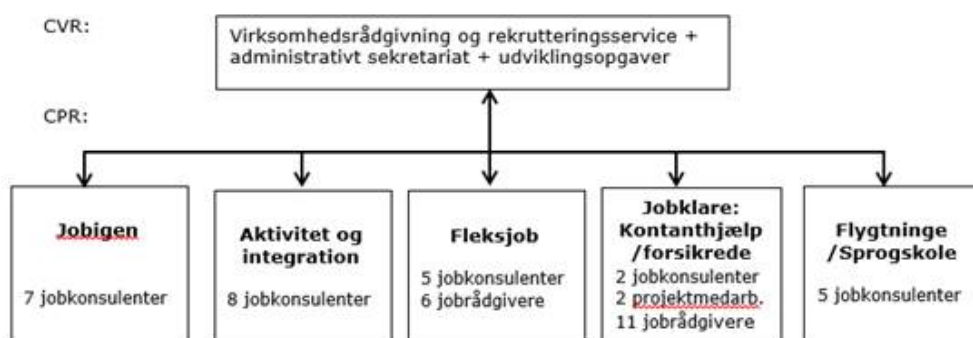 CVR:
Virksomhedsrådgivning og rekrutteringsservice +
administrativt sekretariat + udviklingsopgaver
CPR:
Jobigen
7 jobkonsulenter
Aktivitet og
integration
8 jobkonsulenter
Fleksjob
5 jobkonsulenter
6 jobrådgivere
Jobklare:
Kontanthjælp
/forsikrede
2 jobkonsulenter
2 projektmedarb.
11 jobrådgivere
Flygtninge
/Sprogskole
5 jobkonsulenter